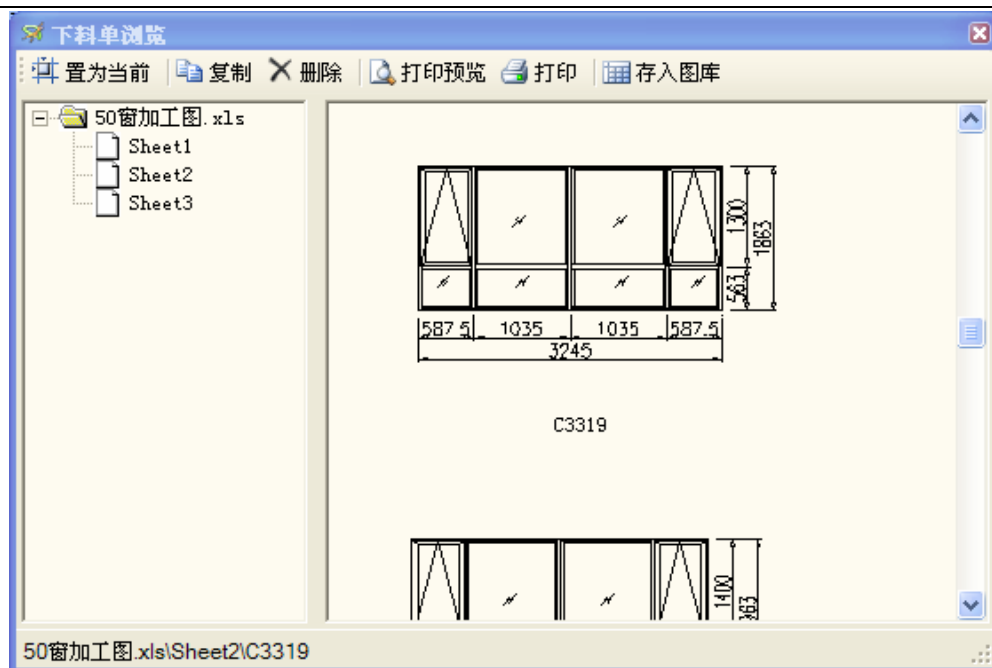 下料单浏览
置为当前 复制 删除 打印预览 打印 存入图库
50窗加工图.xls
Sheet1
Sheet2
Sheet3
1300
1863
563
587.5 1035 1035 587.5
3245
C3319
1400
50窗加工图.xls\Sheet2\C3319